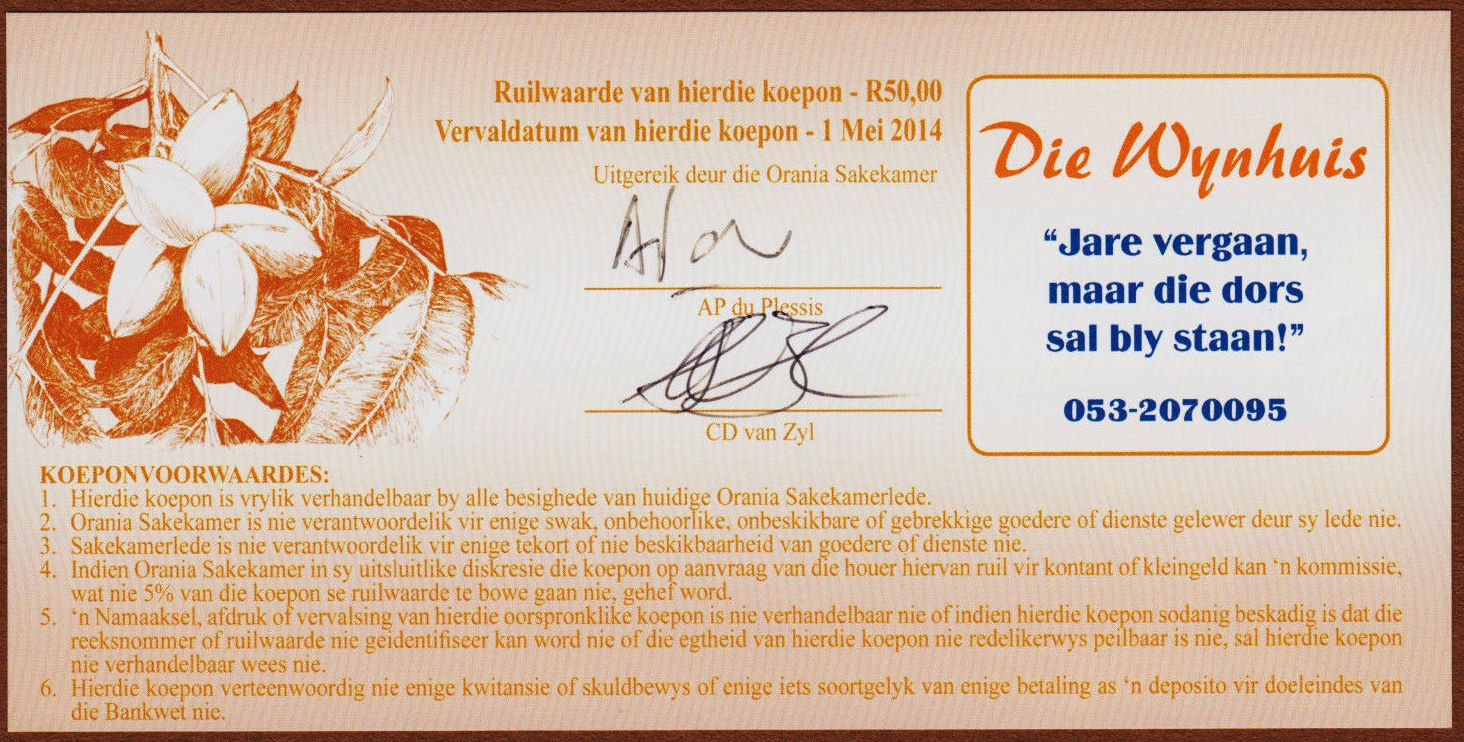 Ruilwaarde van hierdie koepon - R50,00
Vervaldatum van hierdie koepon - 1 Mei 2014
Uitgereik deur die Orania Sakekamer
AP du Plessis
CD van Zyl
Die Wynhuis
“Jare vergaan,
maar die dors
sal bly staan!”
053-2070095
KOEPONVOORWAARDES:
1. Hierdie koepon is vrylik verhandelbaar by alle besighede van huidige Orania Sakekamerlede.
2. Orania Sakekamer is nie verantwoordelik vir enige swak, onbehoorlike, onbeskikbare of gebrekkige goedere of dienste gelewer deur sy lede nie.
3. Sakekamerlede is nie verantwoordelik vir enige tekort of nie beskikbaarheid van goedere of dienste nie.
4. Indien Orania Sakekamer in sy uitsluitlike diskresie die koepon op aanvraag van die houer hiervan ruil vir kontant of kleingeld kan ‘n kommissie,
wat nie 5% van die koepon se ruilwaarde te bowe gaan nie, gehef word.
5. ‘n Namaaksel, afdruk of vervalsing van hierdie oorspronklike koepon is nie verhandelbaar nie of indien hierdie koepon sodanig beskadig is dat die
reeksnommer of ruilwaarde nie geidentifiseer kan word nie of die egtheid van hierdie koepon nie redelikerwys peilbaar is nie, sal hierdie koepon
nie verhandelbaar wees nie.
6. Hierdie koepon verteenwoordig nie enige kwitansie of skuldbewys of enige iets soortgelyk van enige betaling as ‘n deposito vir doeleindes van
die Bankwet nie.